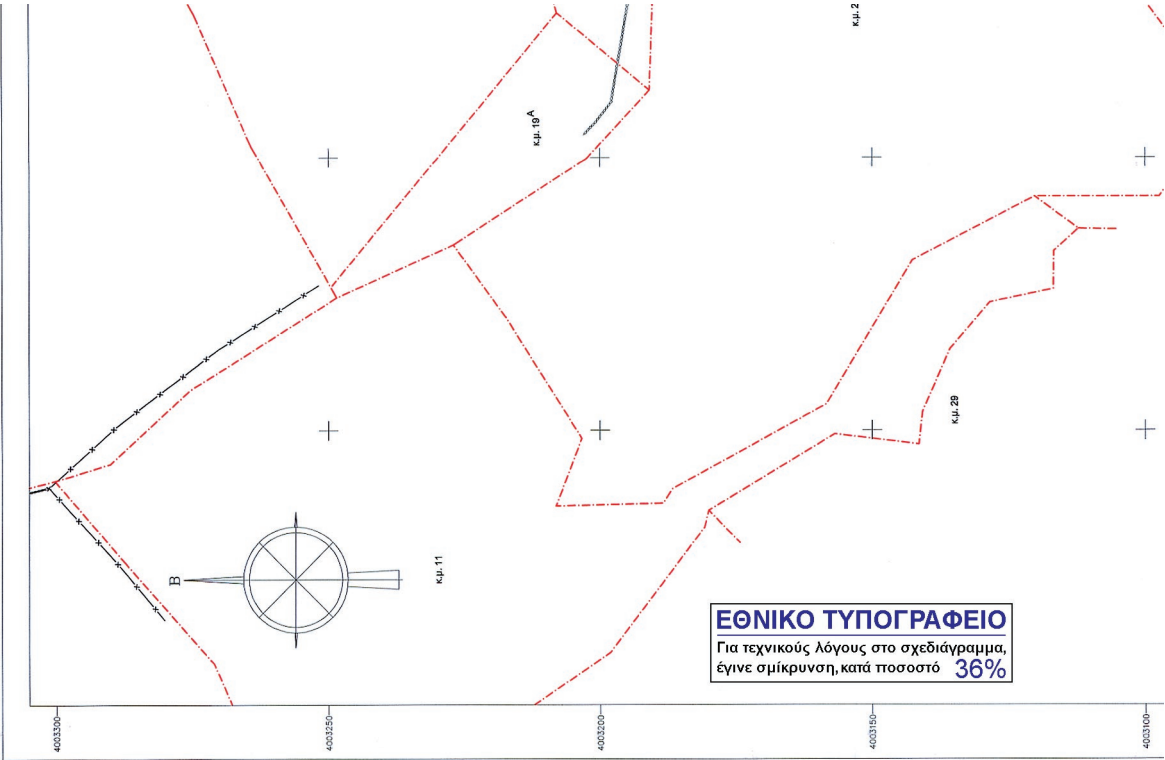 κ.μ. 2
κ.μ. 19Α
κ.μ. 29
Β
κ.μ. 11
ΕΘΝΙΚΟ ΤΥΠΟΓΡΑΦΕΙΟ
Για τεχνικούς λόγους στο σχεδιάγραμμα,
έγινε σμίκρυνση, κατά ποσοστό 36%
4003300
4003250
4003200
4003150
4003100